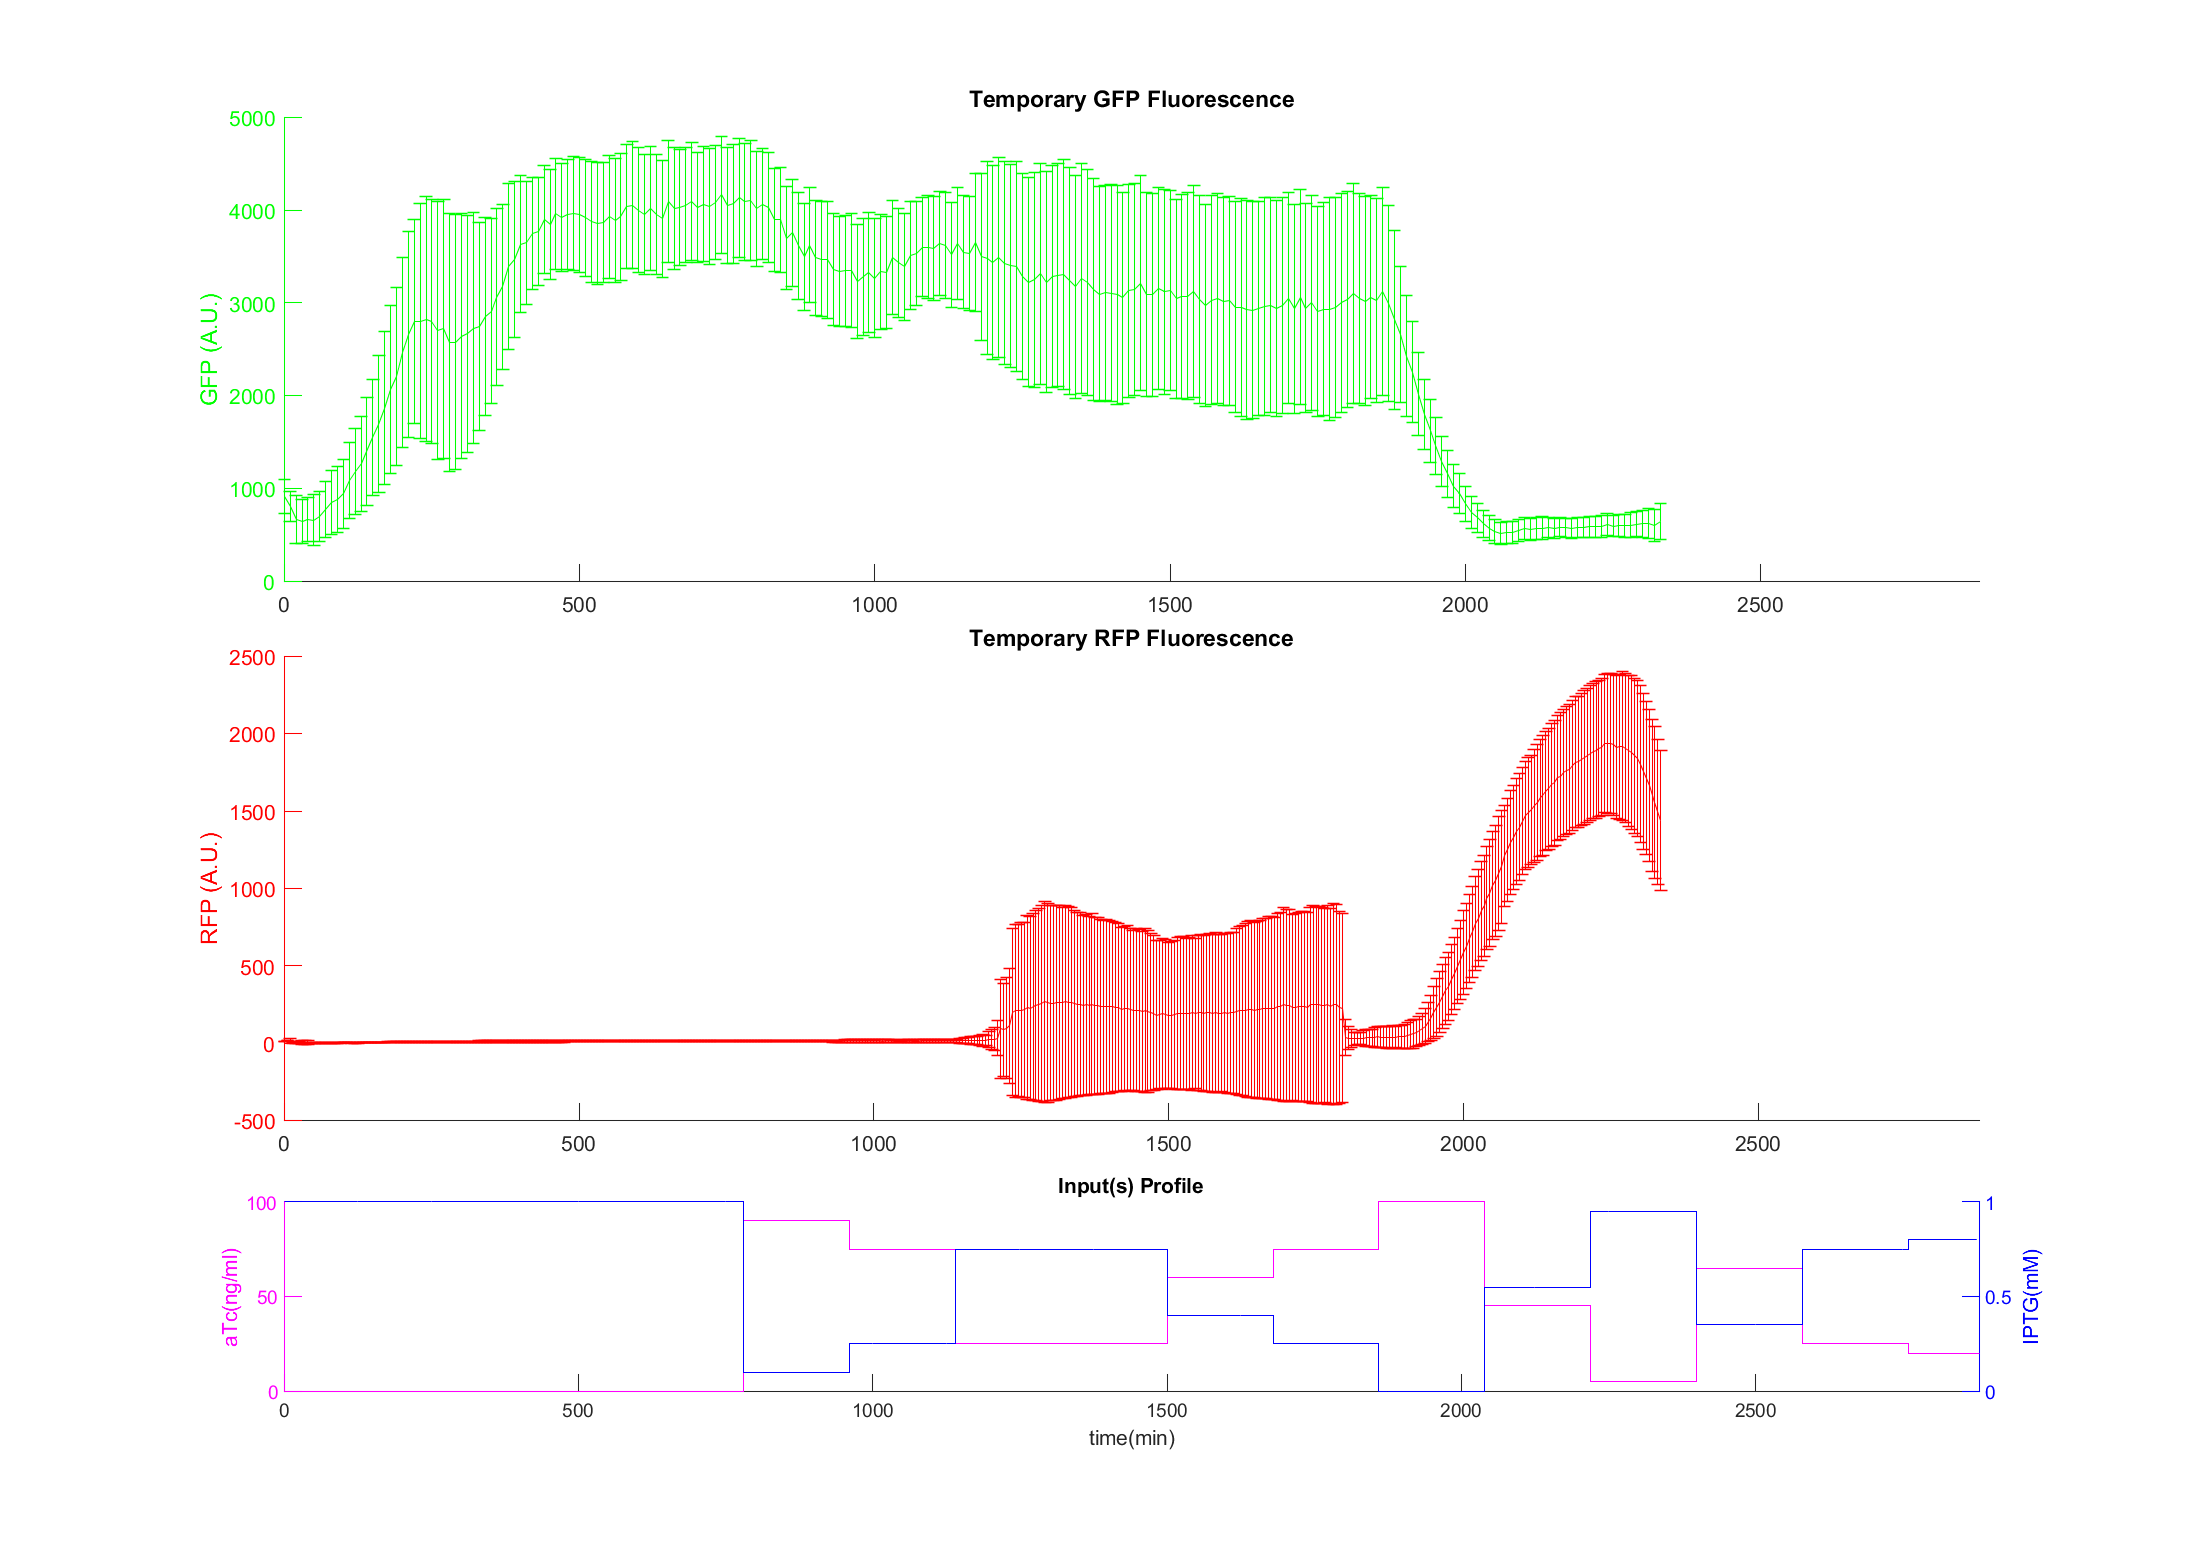 Temporary GFP Fluorescence
5000
4000
3000
2000
1000
0
GFP (A.U.)
0 500 1000 1500 2000 2500
Temporary RFP Fluorescence
2500
2000
1500
1000
500
0
-500
RFP (A.U.)
0 500 1000 1500 2000 2500
Input(s) Profile
100
50
0
aTc(ng/ml)
1
0.5
0
IPTG(mM)
0 500 1000 1500 2000 2500
time(min)